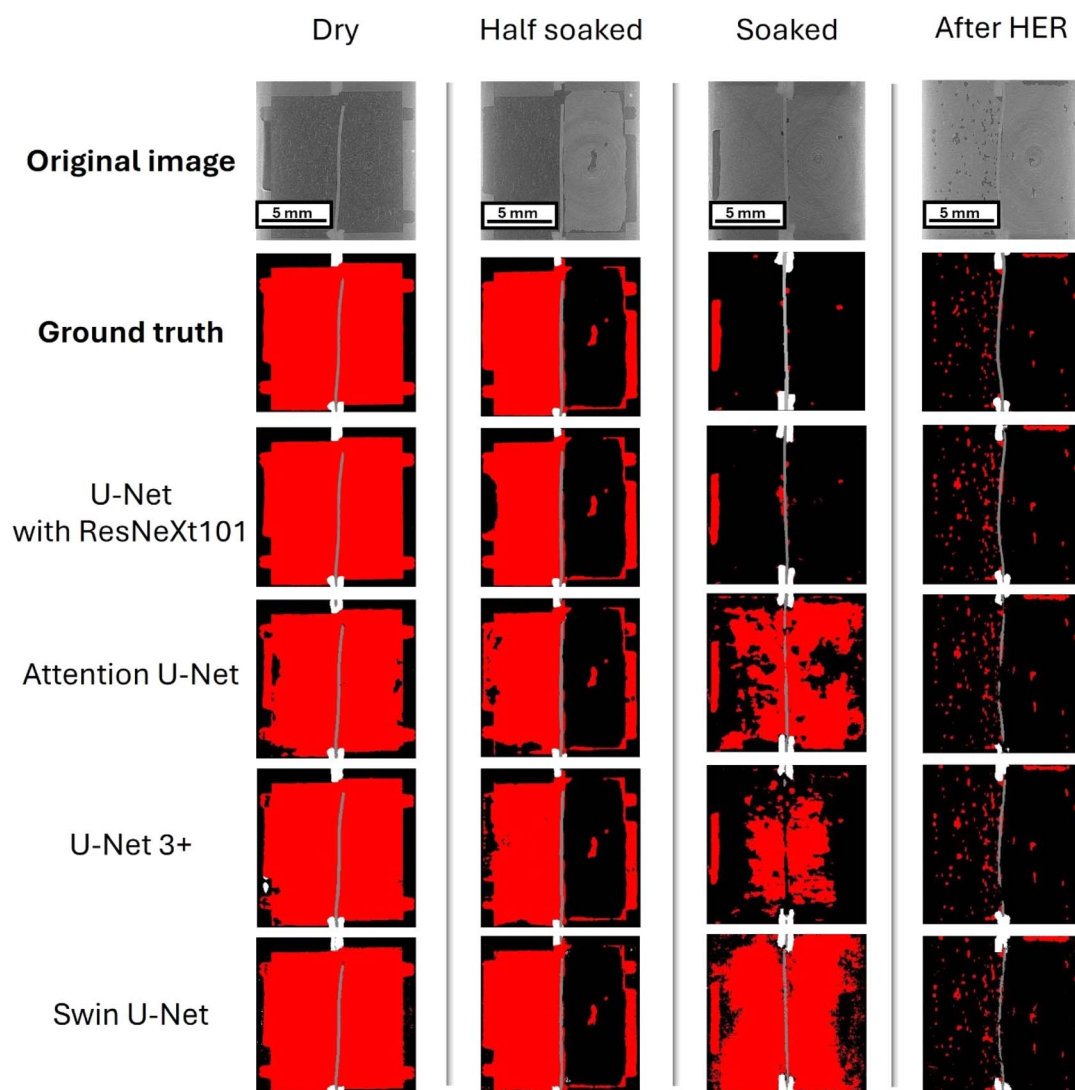 Dry Half soaked Soaked After HER
Original image
5 mm 5 mm 5 mm 5 mm
Ground truth
U-Net
with ResNeXt101
Attention U-Net
U-Net 3+
Swin U-Net